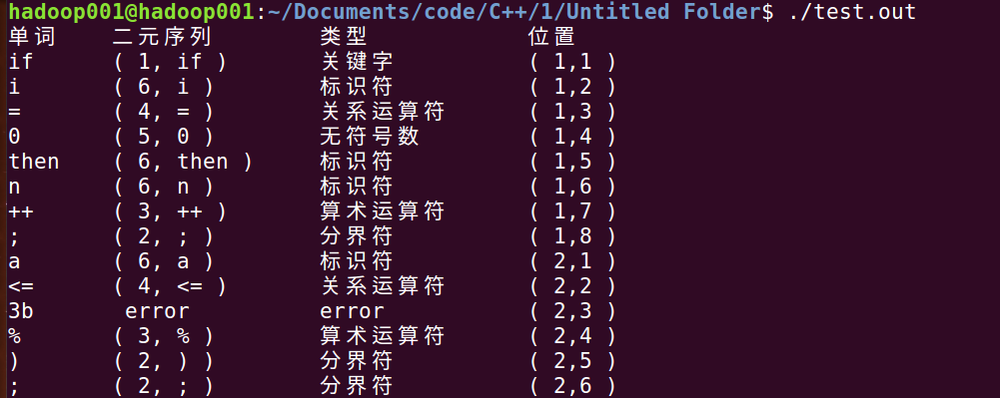 hadoop001@hadoop001:~/Documents/code/C++/1/Untitled Folder$ ./test.out
单词 二元序列 类型 位置
if ( 1, if ) 关键字 ( 1,1 )
i ( 6, i ) 标识符 ( 1,2 )
= ( 4, = ) 关系运算符 ( 1,3 )
0 ( 5, 0 ) 无符号数 ( 1,4 )
then ( 6, then ) 标识符 ( 1,5 )
n ( 6, n ) 标识符 ( 1,6 )
++ ( 3, ++ ) 算术运算符 ( 1,7 )
; ( 2, ; ) 分界符 ( 1,8 )
a ( 6, a ) 标识符 ( 2,1 )
<= ( 4, <= ) 关系运算符 ( 2,2 )
3b error error ( 2,3 )
% ( 3, % ) 算术运算符 ( 2,4 )
) ( 2, ) ) 分界符 ( 2,5 )
; ( 2, ; ) 分界符 ( 2,6 )